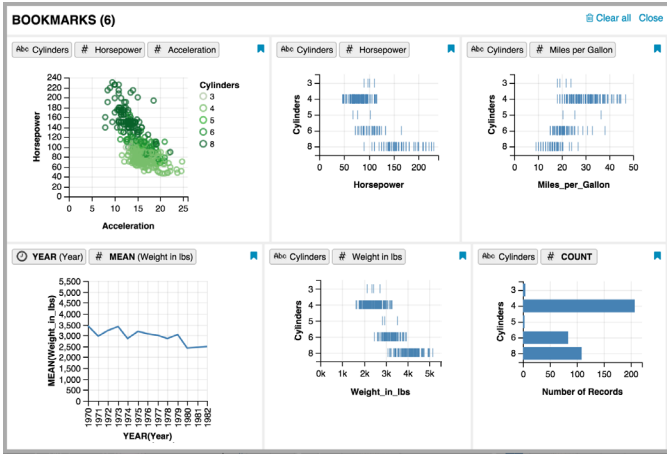 BOOKMARKS (6)
Clear all Close
Abc Cylinders # Horsepower # Acceleration
240
220
200
180
160
140
120
100
80
60
40
20
0
Horsepower
0 5 10 15 20 25
Acceleration
Cylinders
3
4
5
6
8
Abc Cylinders # Horsepower
3
4
5
6
8
Cylinders
0 50 100 150 200
Horsepower
Abc Cylinders # Miles per Gallon
3
4
5
6
8
Cylinders
0 10 20 30 40 50
Miles_per_Gallon
YEAR (Year) # MEAN (Weight in lbs)
5,500
5,000
4,500
4,000
3,500
3,000
2,500
2,000
1,500
1,000
500
0
MEAN(Weight_in_lbs)
1970 1971 1972 1973 1974 1975 1976 1977 1978 1979 1980 1981 1982
YEAR(Year)
Abc Cylinders # Weight in lbs
3
4
5
6
8
Cylinders
0k 1k 2k 3k 4k 5k
Weight_in_lbs
Abc Cylinders # COUNT
3
4
5
6
8
Cylinders
0 50 100 150 200
Number of Records